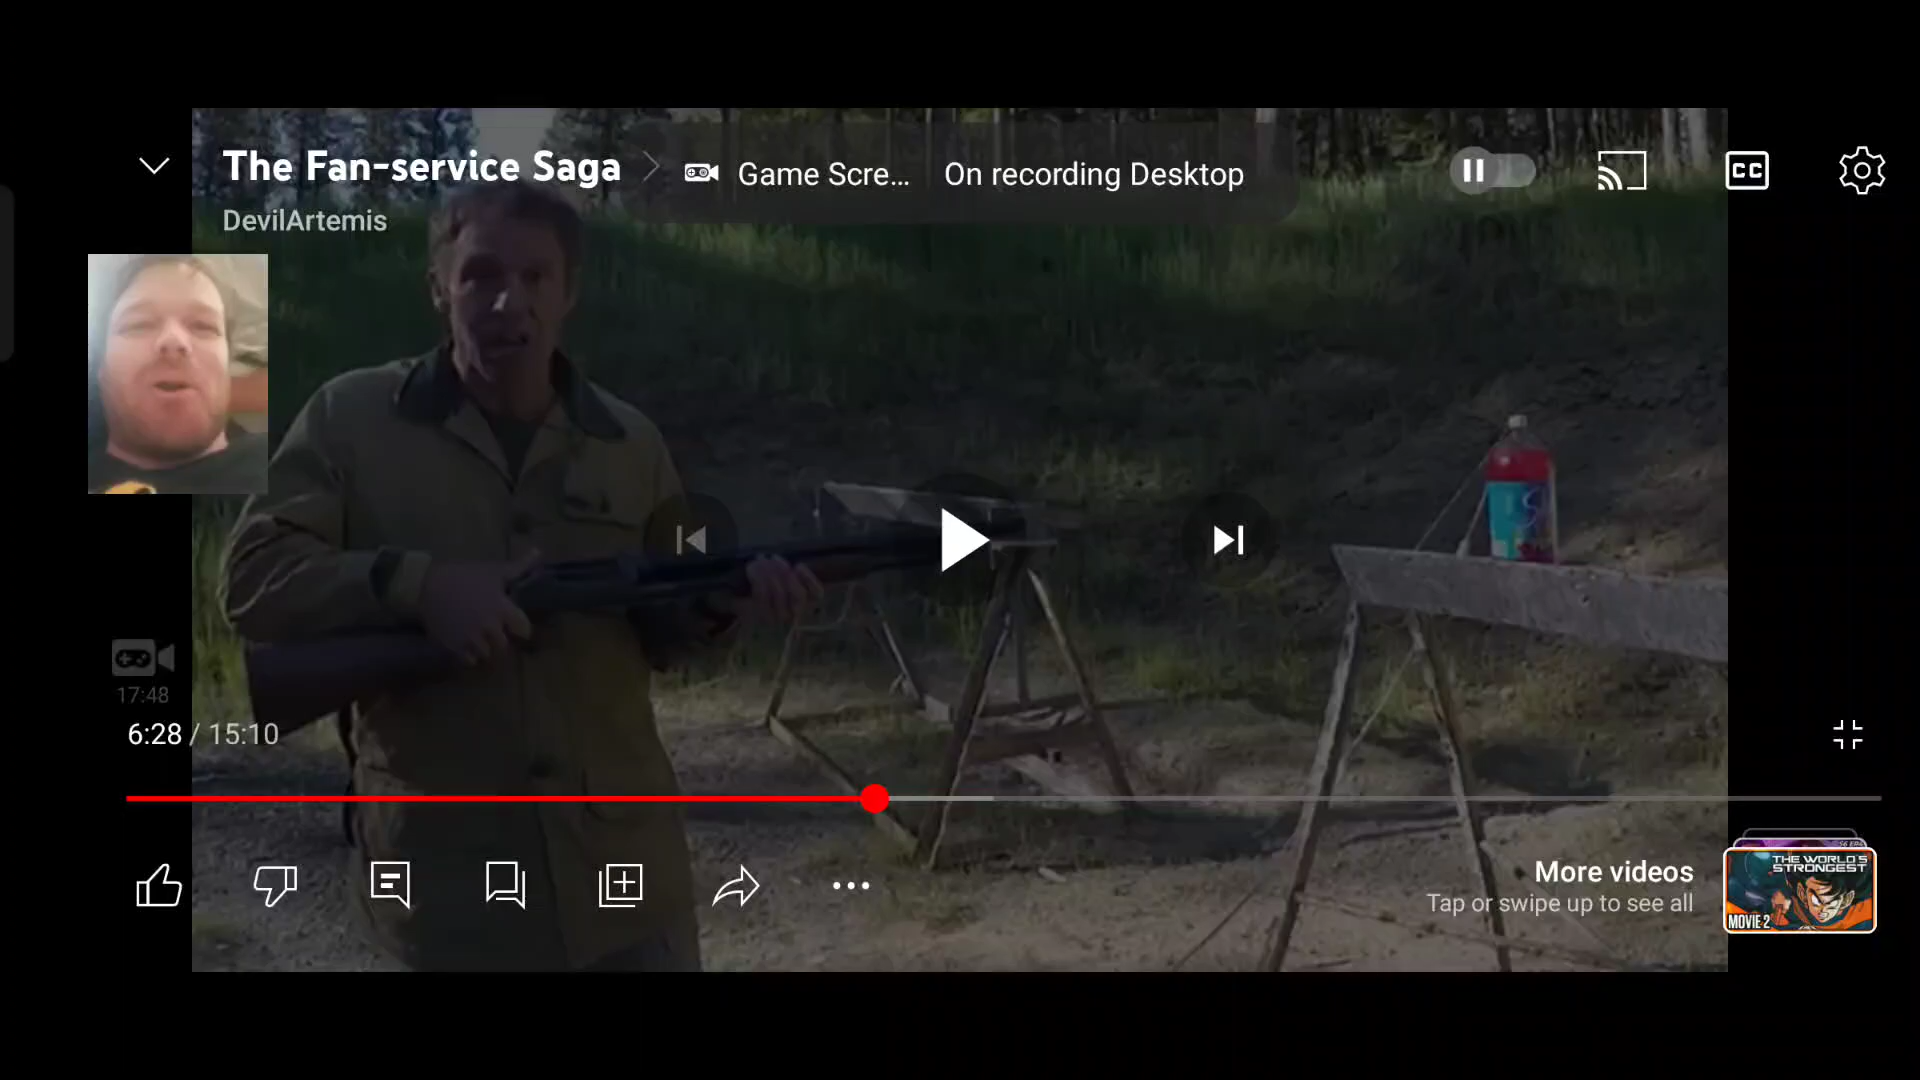 The Fan-service Saga
Game Scre... On recording Desktop
CC
DevilArtemis
17:48
6:28 / 15:10
More videos
Tap or swipe up to see all
THE WORLD'S
STRONGEST
MOVIE 2